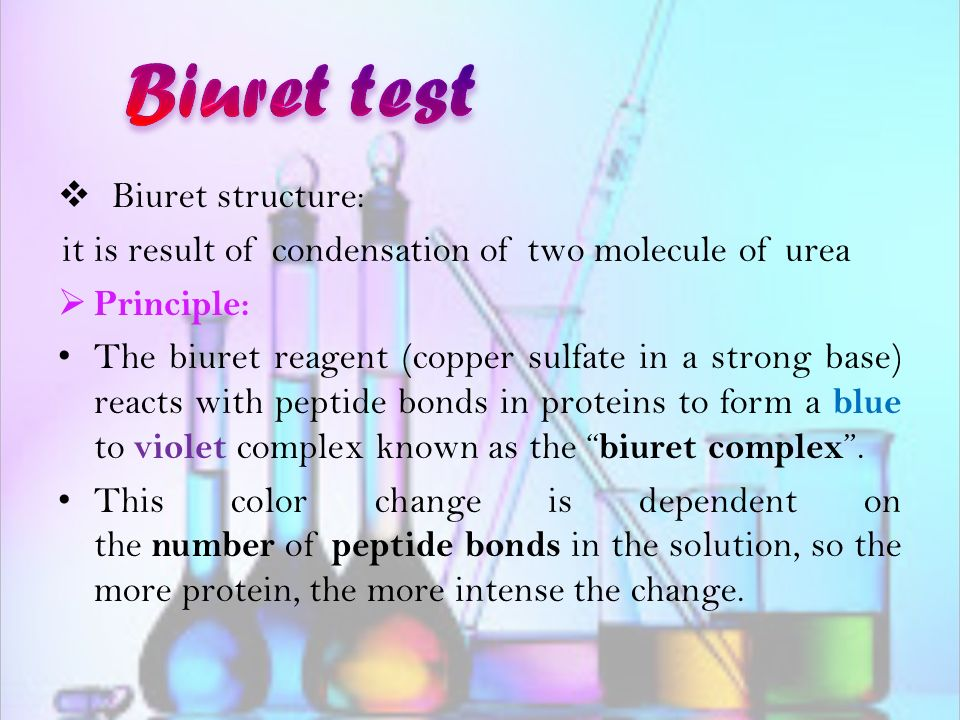 Biuret test
❖ Biuret structure:
it is result of condensation of two molecule of urea
➢ Principle:
• The biuret reagent (copper sulfate in a strong base)
reacts with peptide bonds in proteins to form a blue
to violet complex known as the “biuret complex”.
• This color change is dependent on
the number of peptide bonds in the solution, so the
more protein, the more intense the change.